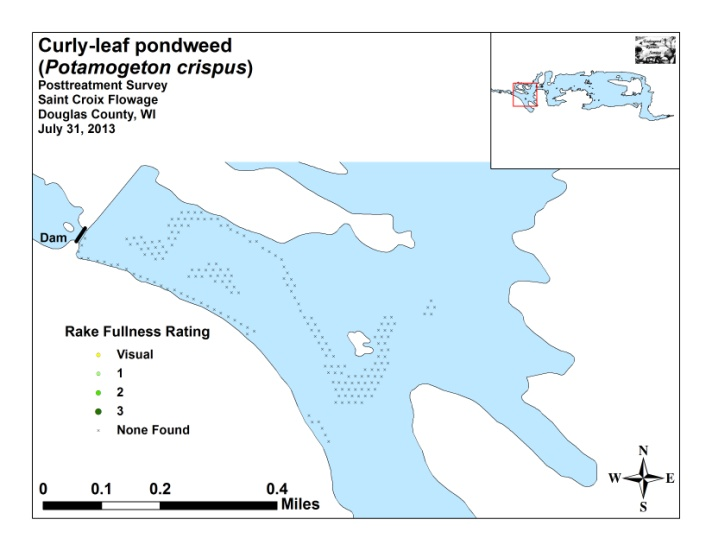 Curly-leaf pondweed
(Potamogeton crispus)
Posttreatment Survey
Saint Croix Flowage
Douglas County, WI
July 31, 2013
Dam
Rake Fullness Rating
Visual
1
2
3
None Found
0 0.1 0.2 0.4
Miles
N
W E
S